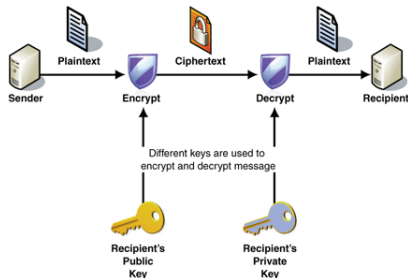 Plaintext
Ciphertext
Plaintext
Sender
Encrypt
Decrypt
Recipient
Different keys are used to
encrypt and decrypt message
Recipient's
Public
Key
Recipient's
Private
Key